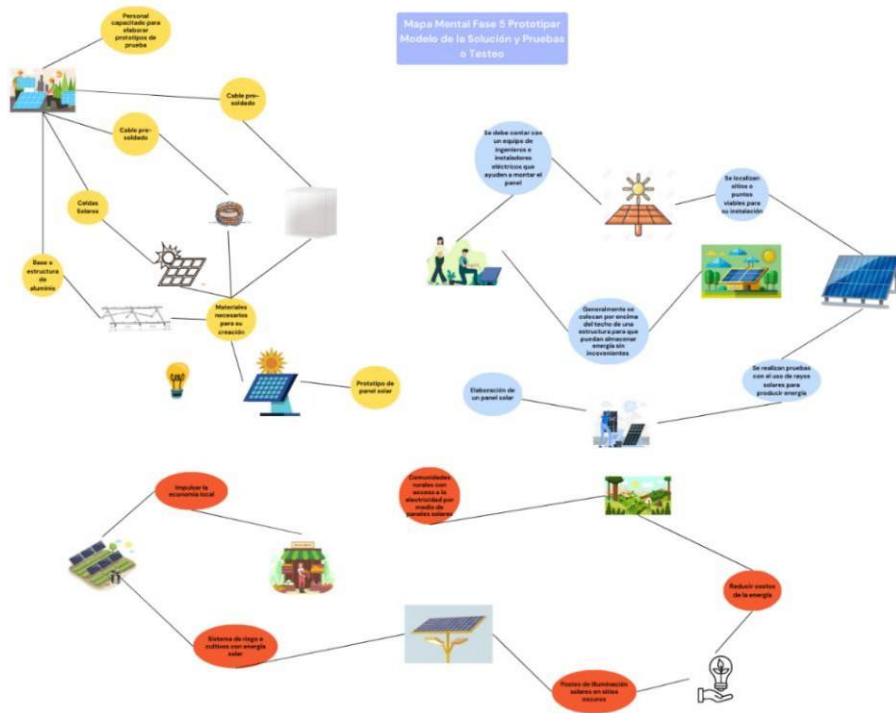 Mapa Mental Fase 5 Prototipar
Modelo de la Solución y Pruebas
o Testeo
Personal
capacitado para
elaborar
prototipos de
prueba
Cable pre-
soldado
Cable pre-
soldado
Celdas
Solares
Base o
estructura
de
aluminio
Materiales
necesarios
para su
creación
Prototipo de
panel solar
Se debe contar con
un equipo de
ingenieros e
instaladores
eléctricos que
ayuden a montar el
panel
Se localizan
sitios o
puntos
viables para
su instalación
Generalmente se
colocan por encima
del techo de una
estructura para que
puedan almacenar
energía sin
incovenientes
Se realizan pruebas
con el uso de rayos
solares para
producir energía
Elaboración de
un panel solar
Impulsar la
economía local
Comunidades
rurales con
acceso a la
electricidad por
medio de
paneles solares
Reducir costos
de la energía
Sistema de riego a
cultivos con energía
solar
Postes de iluminación
solares en sitios
oscuros